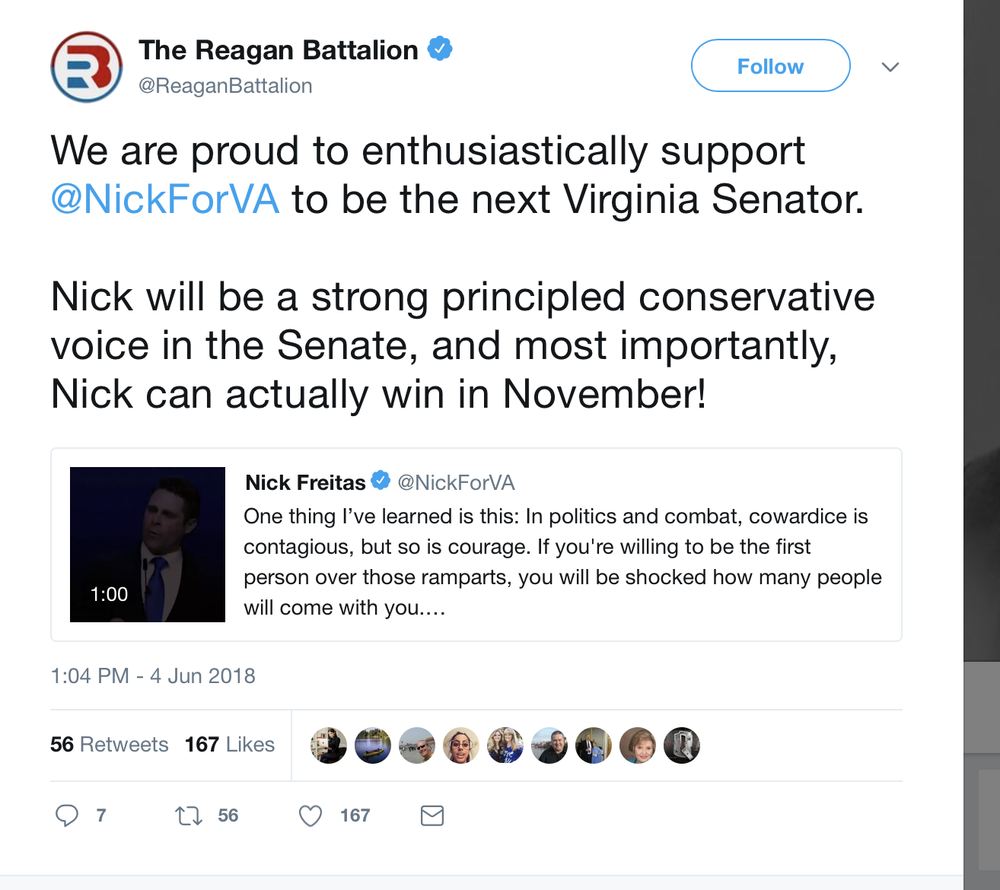 The Reagan Battalion
@ReaganBattalion
Follow
We are proud to enthusiastically support
@NickForVA to be the next Virginia Senator.
Nick will be a strong principled conservative
voice in the Senate, and most importantly,
Nick can actually win in November!
Nick Freitas @NickForVA
One thing I’ve learned is this: In politics and combat, cowardice is
contagious, but so is courage. If you're willing to be the first
person over those ramparts, you will be shocked how many people
will come with you....
1:00
1:04 PM - 4 Jun 2018
56 Retweets 167 Likes
7 56 167